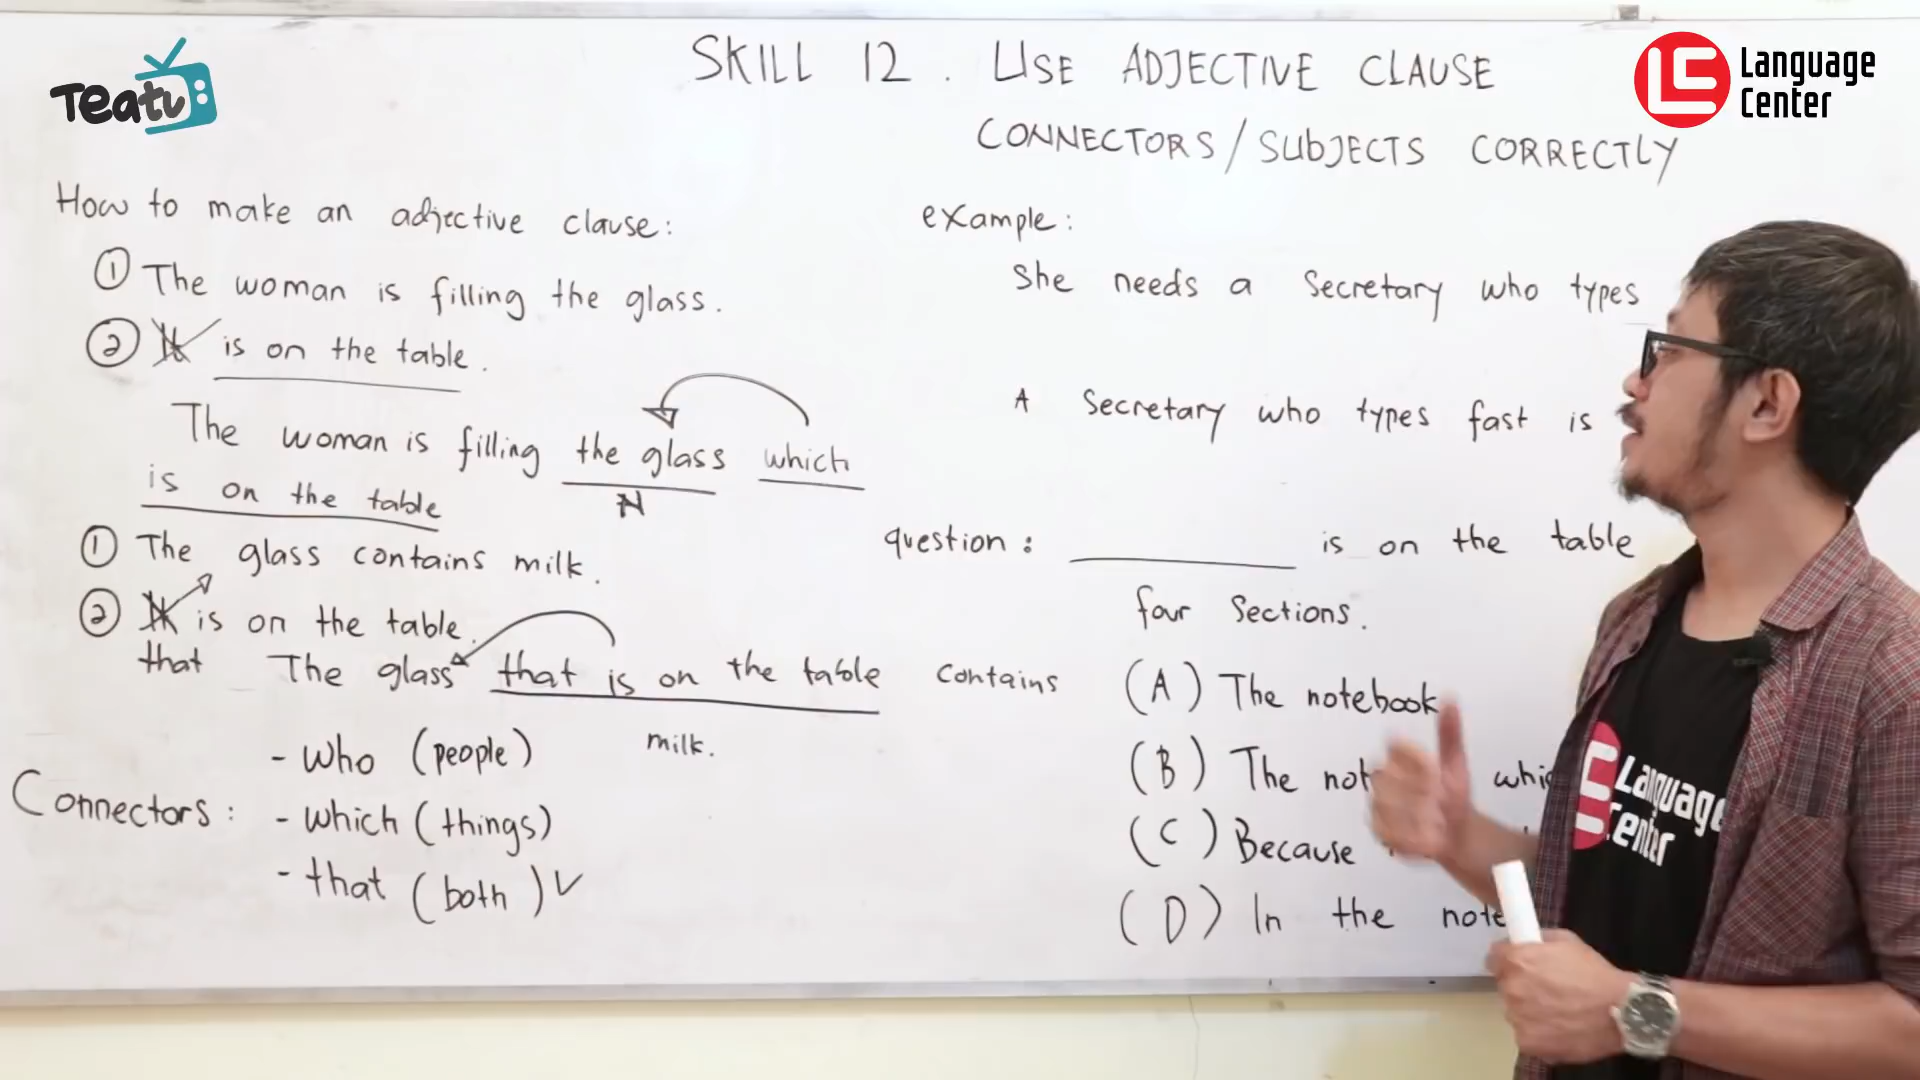 Teatv
Language
Center
SKILL 12. USE ADJECTIVE CLAUSE
CONNECTORS/SUBJECTS CORRECTLY
How to make an adjective clause:
① The woman is filling the glass.
② It is on the table.
The woman is filling the glass which
N
is on the table
① The glass contains milk.
② It is on the table.
that The glass that is on the table contains
milk.
Connectors:
- who (people)
- which (things)
- that (both) ✓
example:
She needs a secretary who types
A secretary who types fast is
question: ____________ is on the table
four sections.
(A) The notebook
(B) The
(C) Because
(D) In the
Language
Center